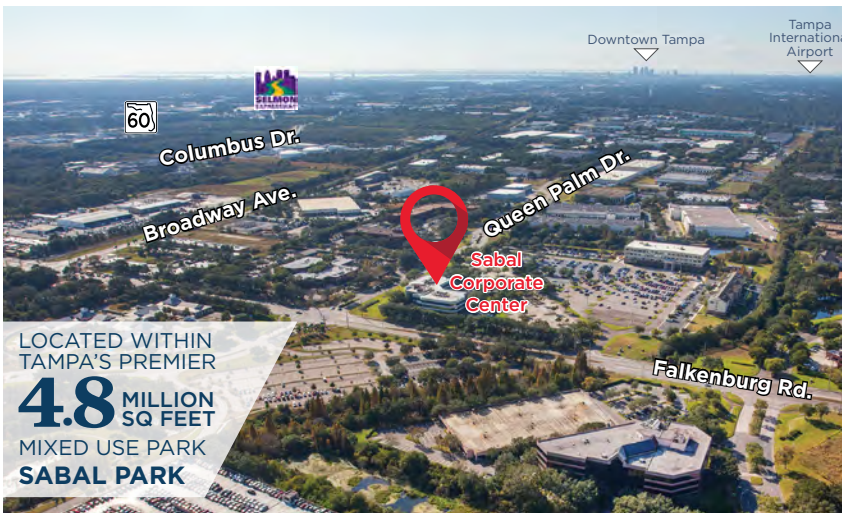 Downtown Tampa
Tampa
Internationa
Airport
SELMON
EXPRESSWAY
60
Columbus Dr.
Broadway Ave.
Queen Palm Dr.
Sabal
Corporate
Center
Falkenburg Rd.
LOCATED WITHIN
TAMPA'S PREMIER
4.8 MILLION
SQ FEET
MIXED USE PARK
SABAL PARK